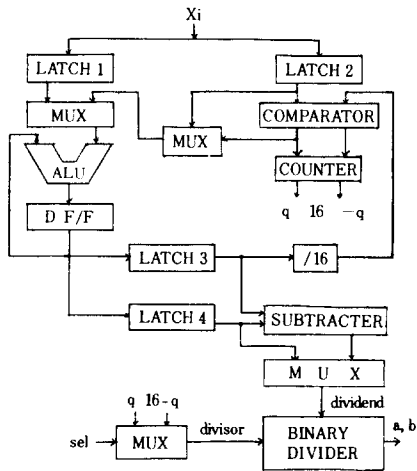 Xi
LATCH 1
LATCH 2
MUX
MUX
COMPARATOR
ALU
COUNTER
D F/F
q 16 -q
LATCH 3
/16
LATCH 4
SUBTRACTER
M U X
q 16-q
dividend
a, b
sel
MUX
divisor
BINARY
DIVIDER